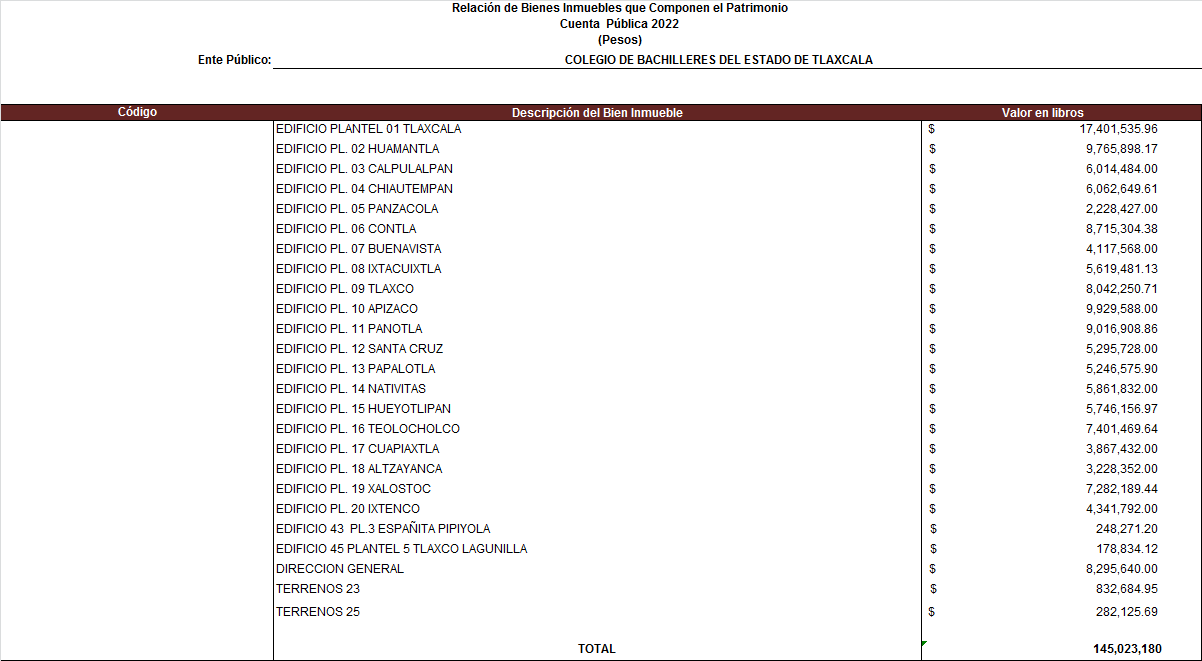 Relación de Bienes Inmuebles que Componen el Patrimonio
Cuenta Pública 2022
(Pesos)
Ente Público: COLEGIO DE BACHILLERES DEL ESTADO DE TLAXCALA
Código Descripción del Bien Inmueble Valor en libros
EDIFICIO PLANTEL 01 TLAXCALA $ 17,401,535.96
EDIFICIO PL. 02 HUAMANTLA $ 9,765,898.17
EDIFICIO PL. 03 CALPULALPAN $ 6,014,484.00
EDIFICIO PL. 04 CHIAUTEMPAN $ 6,062,649.61
EDIFICIO PL. 05 PANZACOLA $ 2,228,427.00
EDIFICIO PL. 06 CONTLA $ 8,715,304.38
EDIFICIO PL. 07 BUENAVISTA $ 4,117,568.00
EDIFICIO PL. 08 IXTACUIXTLA $ 5,619,481.13
EDIFICIO PL. 09 TLAXCO $ 8,042,250.71
EDIFICIO PL. 10 APIZACO $ 9,929,588.00
EDIFICIO PL. 11 PANOTLA $ 9,016,908.86
EDIFICIO PL. 12 SANTA CRUZ $ 5,295,728.00
EDIFICIO PL. 13 PAPALOTLA $ 5,246,575.90
EDIFICIO PL. 14 NATIVITAS $ 5,861,832.00
EDIFICIO PL. 15 HUEYOTLIPAN $ 5,746,156.97
EDIFICIO PL. 16 TEOLOCHOLCO $ 7,401,469.64
EDIFICIO PL. 17 CUAPIAXTLA $ 3,867,432.00
EDIFICIO PL. 18 ALTZAYANCA $ 3,228,352.00
EDIFICIO PL. 19 XALOSTOC $ 7,282,189.44
EDIFICIO PL. 20 IXTENCO $ 4,341,792.00
EDIFICIO 43 PL.3 ESPAÑITA PIPIYOLA $ 248,271.20
EDIFICIO 45 PLANTEL 5 TLAXCO LAGUNILLA $ 178,834.12
DIRECCION GENERAL $ 8,295,640.00
TERRENOS 23 $ 832,684.95
TERRENOS 25 $ 282,125.69
TOTAL 145,023,180